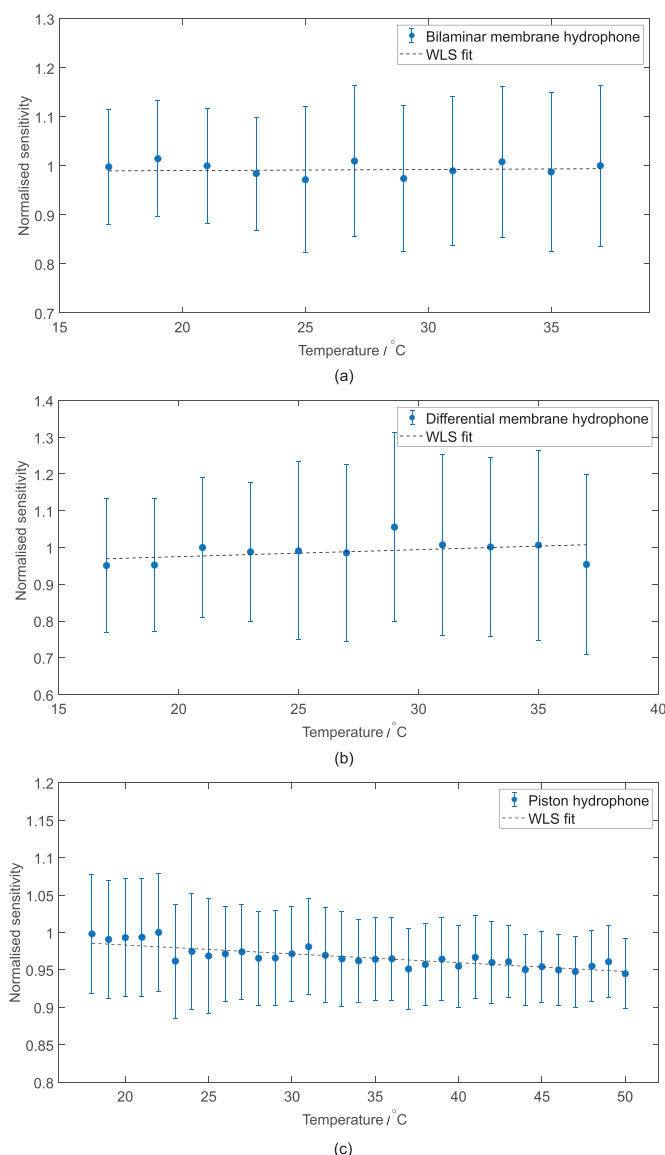 1.3
1.2
1.1
1
0.9
0.8
0.7
Normalised sensitivity
Bilaminar membrane hydrophone
WLS fit
15 20 25 30 35
Temperature / °C
(a)
1.4
1.3
1.2
1.1
1
0.9
0.8
0.7
0.6
Normalised sensitivity
Differential membrane hydrophone
WLS fit
15 20 25 30 35 40
Temperature / °C
(b)
1.2
1.15
1.1
1.05
1
0.95
0.9
0.85
0.8
Normalised sensitivity
Piston hydrophone
WLS fit
20 25 30 35 40 45 50
Temperature / °C
(c)